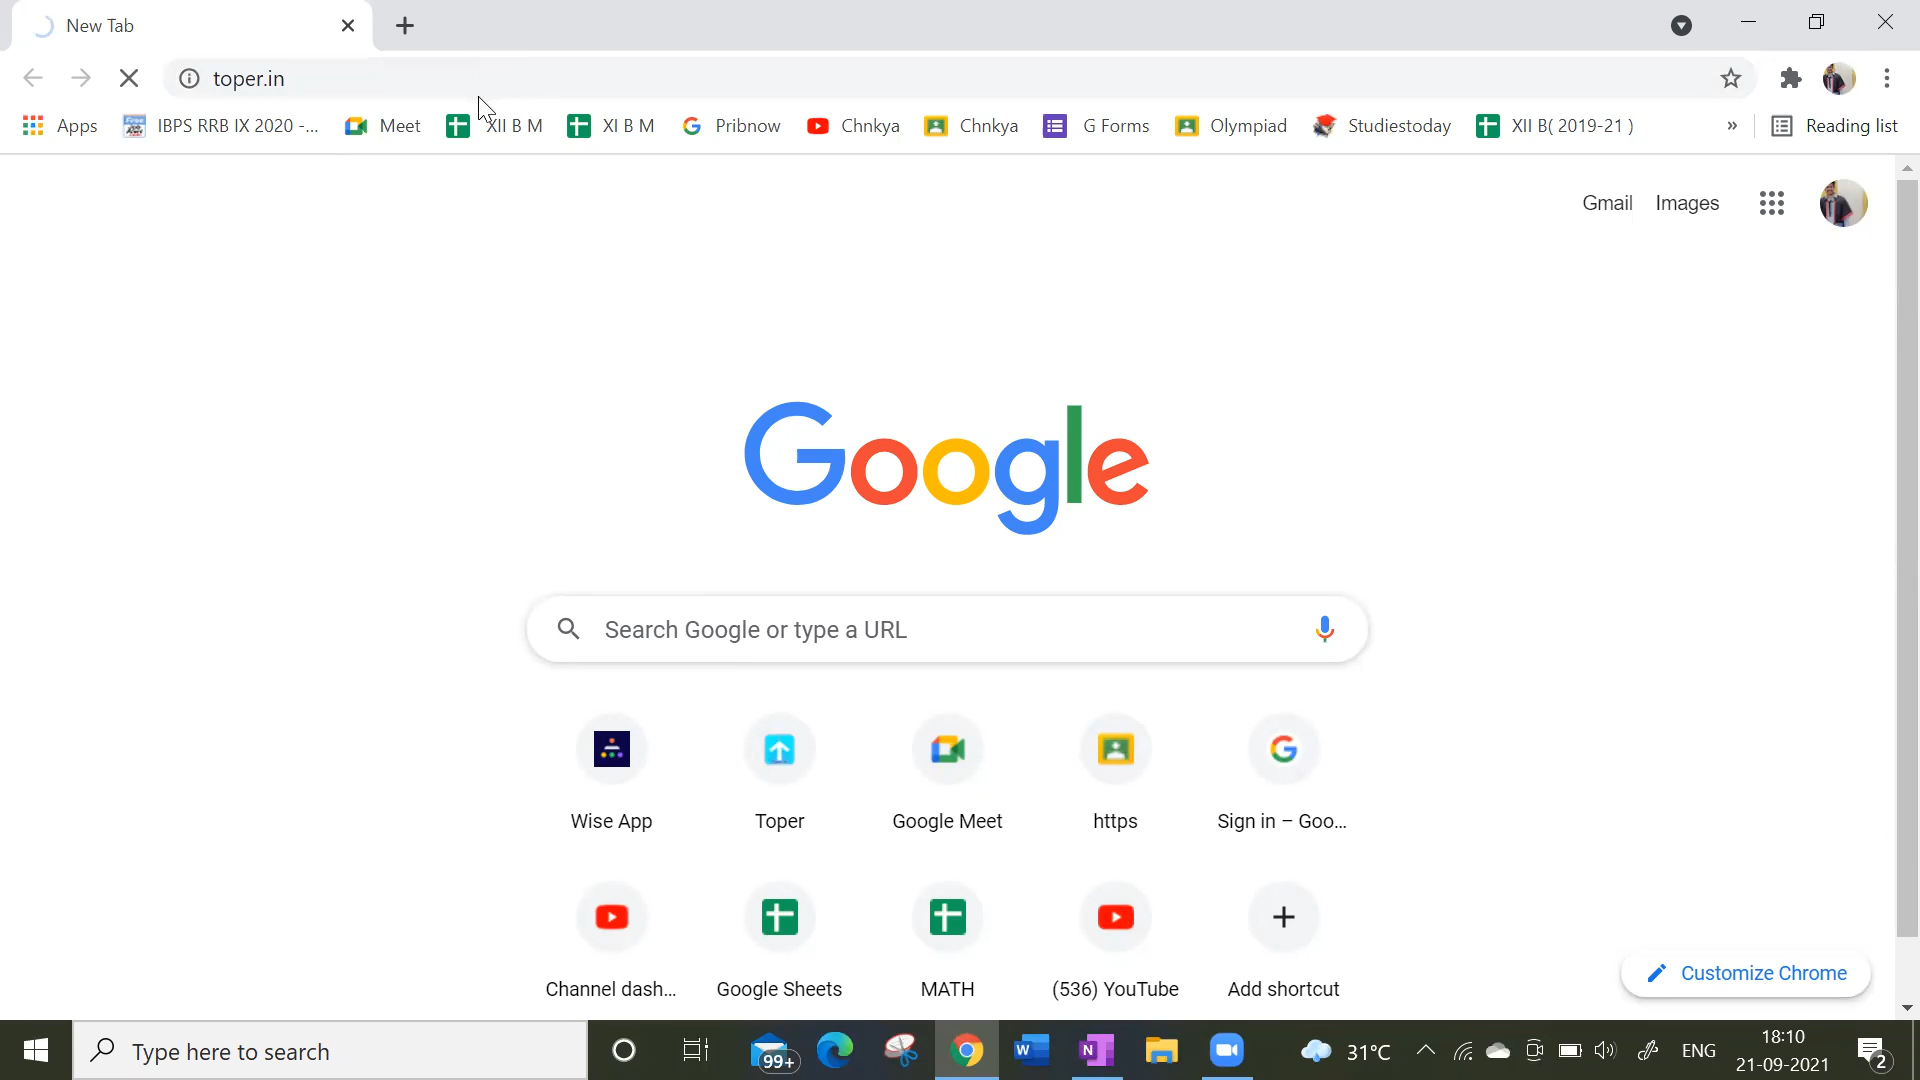 New Tab
toper.in
Apps IBPS RRB IX 2020 -... Meet XII B M XI B M Pribnow Chnkya Chnkya G Forms Olympiad Studiestoday XII B( 2019-21 ) » Reading list
Gmail Images
Google
Search Google or type a URL
Wise App Toper Google Meet https Sign in – Goo...
Channel dash... Google Sheets MATH (536) YouTube Add shortcut
Customize Chrome
Type here to search 99+ 31°C ENG 18:10 2
21-09-2021